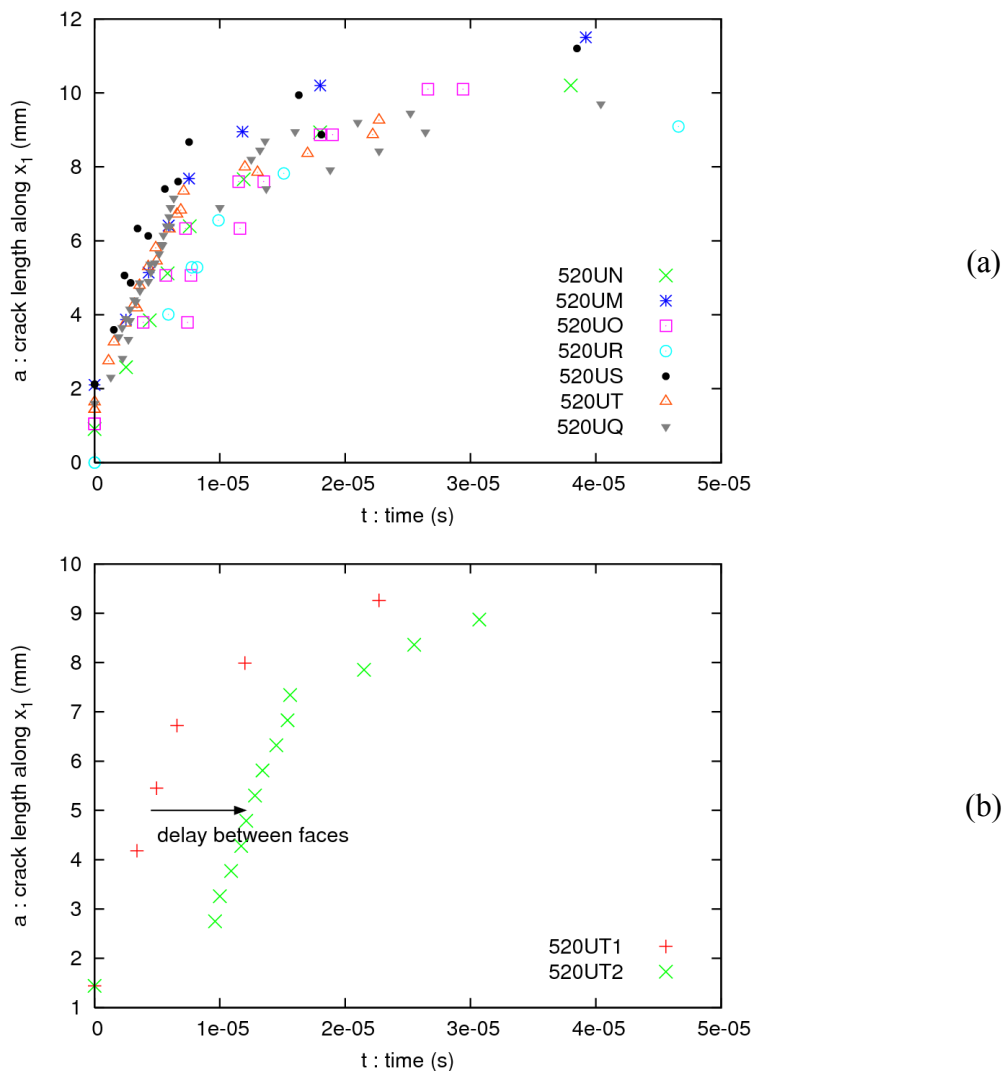 12
10
8
6
4
2
0
a : crack length along x1 (mm)
520UN
520UM
520UO
520UR
520US
520UT
520UQ
0 1e-05 2e-05 3e-05 4e-05 5e-05
t : time (s)
(a)
10
9
8
7
6
5
4
3
2
1
a : crack length along x1 (mm)
delay between faces
520UT1
520UT2
0 1e-05 2e-05 3e-05 4e-05 5e-05
t : time (s)
(b)